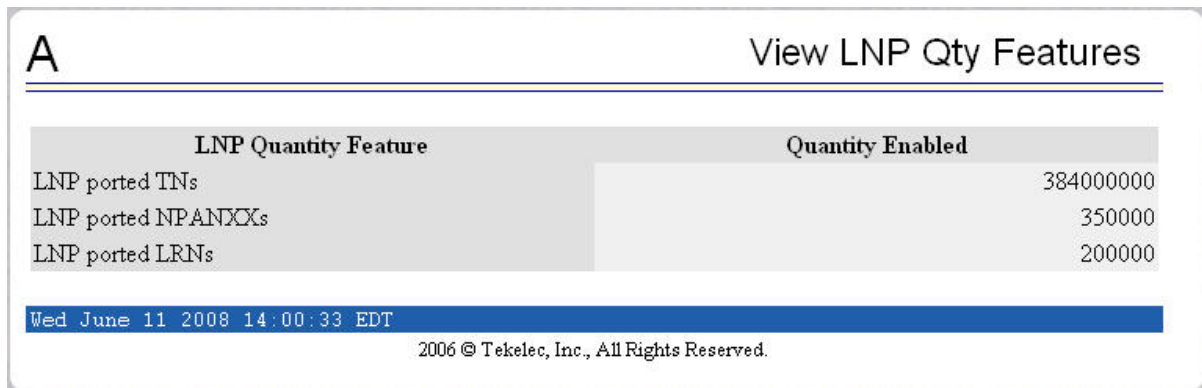 A View LNP Qty Features
LNP Quantity Feature Quantity Enabled
LNP ported TNs 384000000
LNP ported NPANXXs 350000
LNP ported LRNs 200000
Wed June 11 2008 14:00:33 EDT
2006 © Tekelec, Inc., All Rights Reserved.